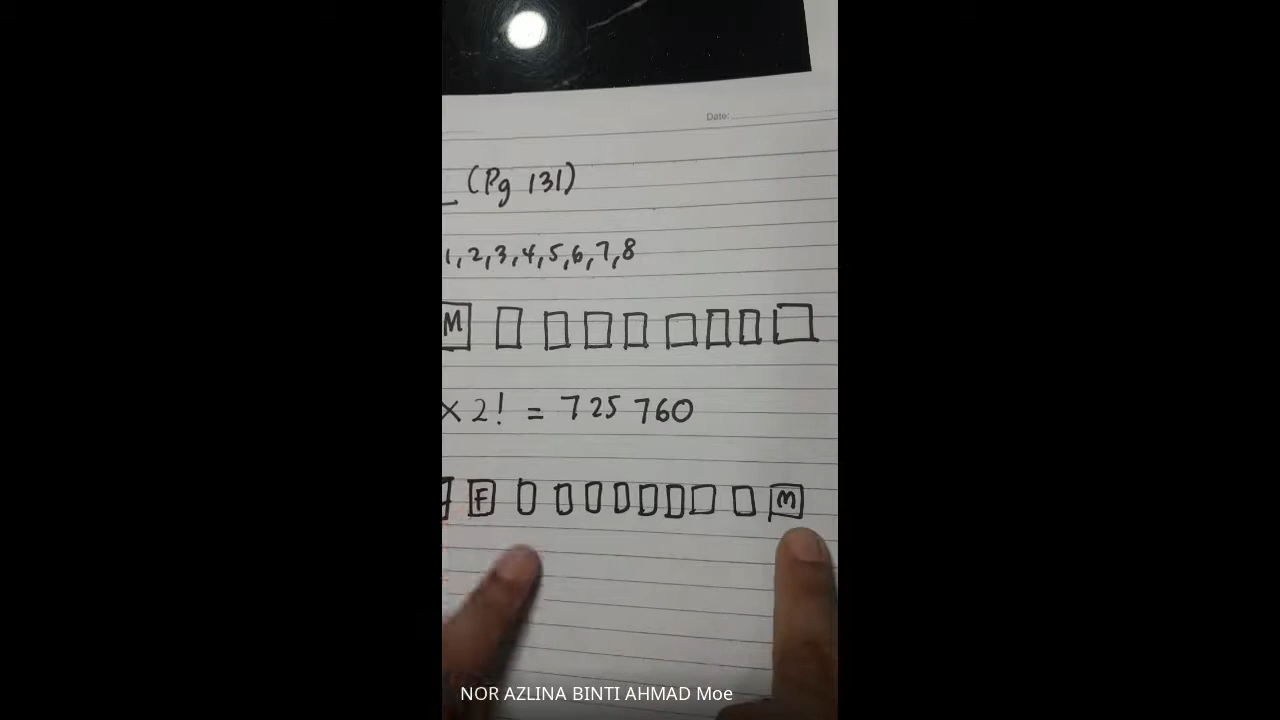 Date:
(Pg 131)
1, 2, 3, 4, 5, 6, 7, 8
M
× 2! = 725 760
F M
NOR AZLINA BINTI AHMAD Moe